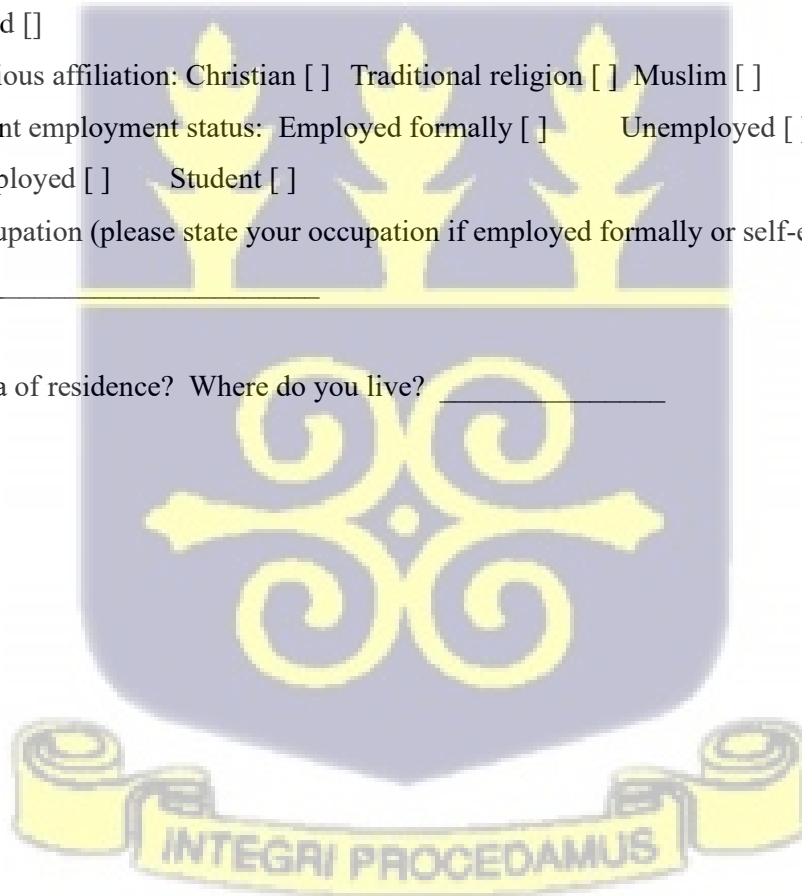 d []
ious affiliation: Christian [ ] Traditional religion [ ] Muslim [ ]
nt employment status: Employed formally [ ] Unemployed [ ]
ployed [ ] Student [ ]
upation (please state your occupation if employed formally or self-e
a of residence? Where do you live? _______________
INTEGRI PROCEDAMUS